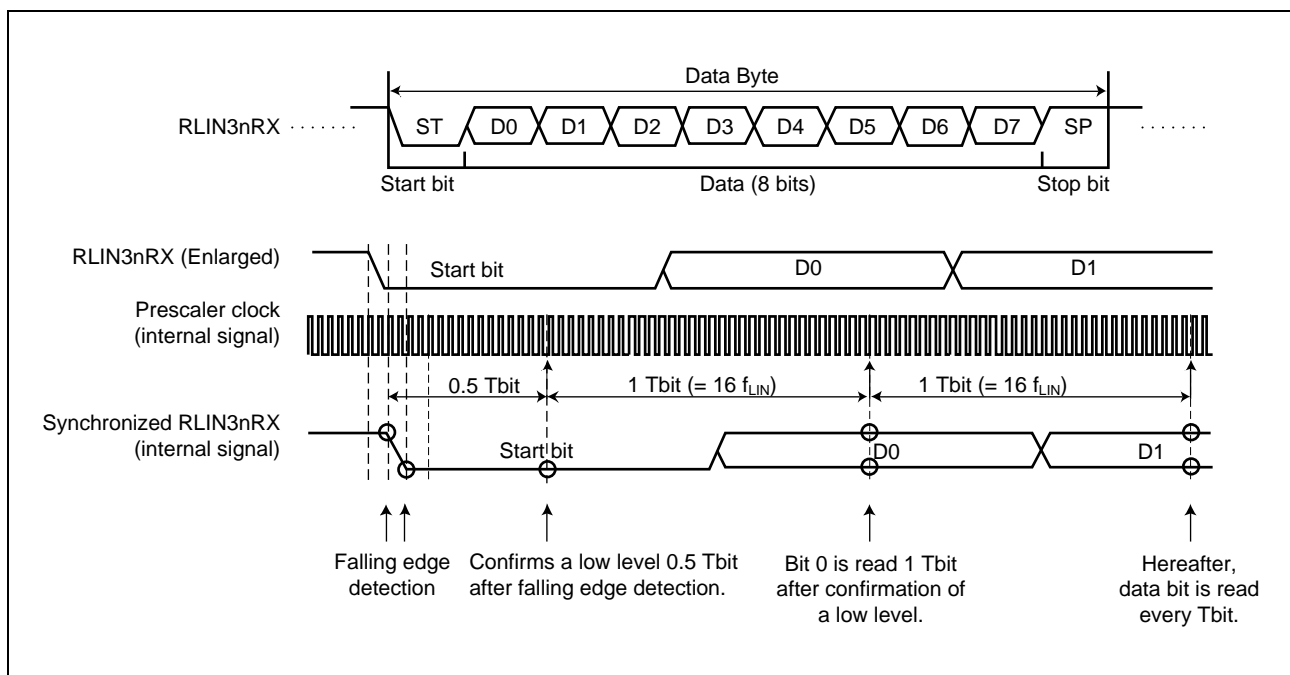 Data Byte
RLIN3nRX ST D0 D1 D2 D3 D4 D5 D6 D7 SP
Start bit Data (8 bits) Stop bit
RLIN3nRX (Enlarged) Start bit D0 D1
Prescaler clock
(internal signal)
0.5 Tbit 1 Tbit (= 16 fLIN) 1 Tbit (= 16 fLIN)
Synchronized RLIN3nRX
(internal signal)
Start bit D0 D1
Falling edge
detection
Confirms a low level 0.5 Tbit
after falling edge detection.
Bit 0 is read 1 Tbit
after confirmation of
a low level.
Hereafter,
data bit is read
every Tbit.